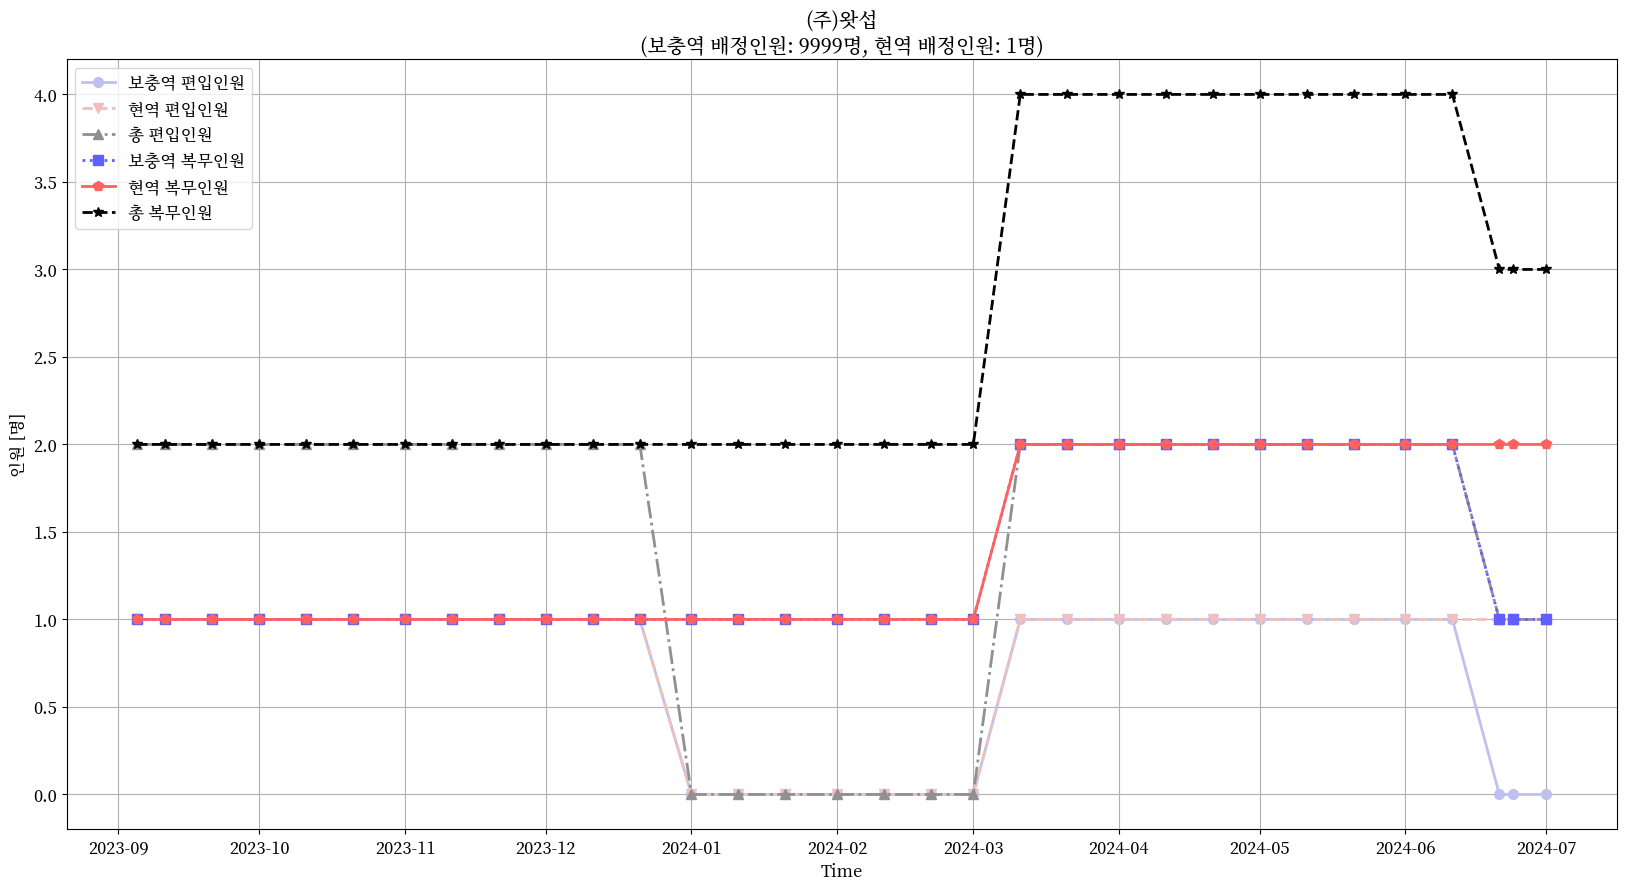 (주)왓섭
(보충역 배정인원: 9999명, 현역 배정인원: 1명)
보충역 편입인원
현역 편입인원
총 편입인원
보충역 복무인원
현역 복무인원
총 복무인원
4.0
3.5
3.0
2.5
2.0
1.5
1.0
0.5
0.0
인원 [명]
2023-09 2023-10 2023-11 2023-12 2024-01 2024-02 2024-03 2024-04 2024-05 2024-06 2024-07
Time